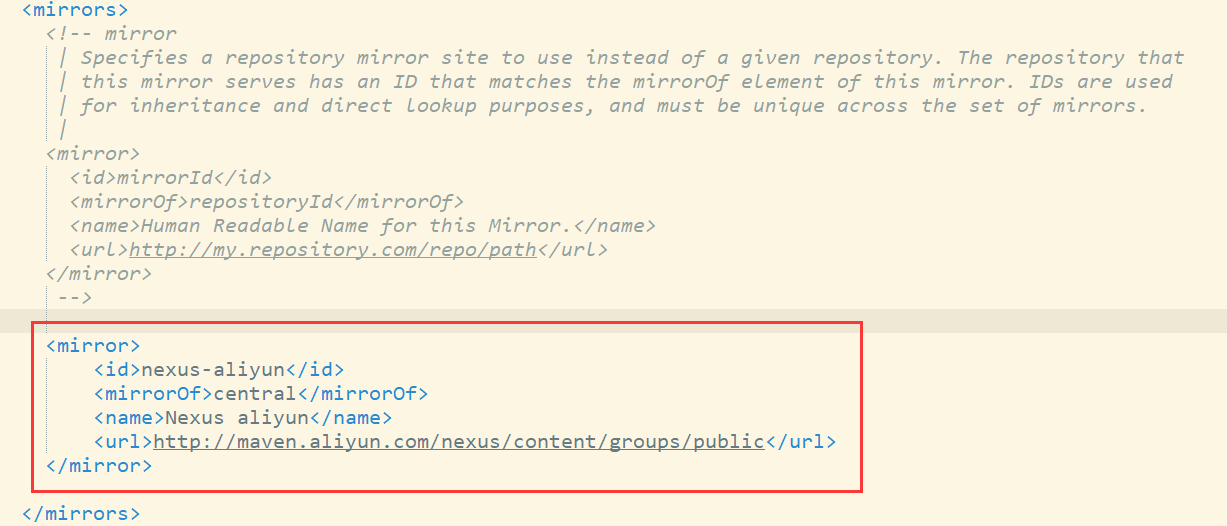 <mirrors>
<!-- mirror
| Specifies a repository mirror site to use instead of a given repository. The repository that
| this mirror serves has an ID that matches the mirrorOf element of this mirror. IDs are used
| for inheritance and direct lookup purposes, and must be unique across the set of mirrors.
|
<mirror>
<id>mirrorId</id>
<mirrorOf>repositoryId</mirrorOf>
<name>Human Readable Name for this Mirror.</name>
<url>http://my.repository.com/repo/path</url>
</mirror>
-->
<mirror>
<id>nexus-aliyun</id>
<mirrorOf>central</mirrorOf>
<name>Nexus aliyun</name>
<url>http://maven.aliyun.com/nexus/content/groups/public</url>
</mirror>
</mirrors>